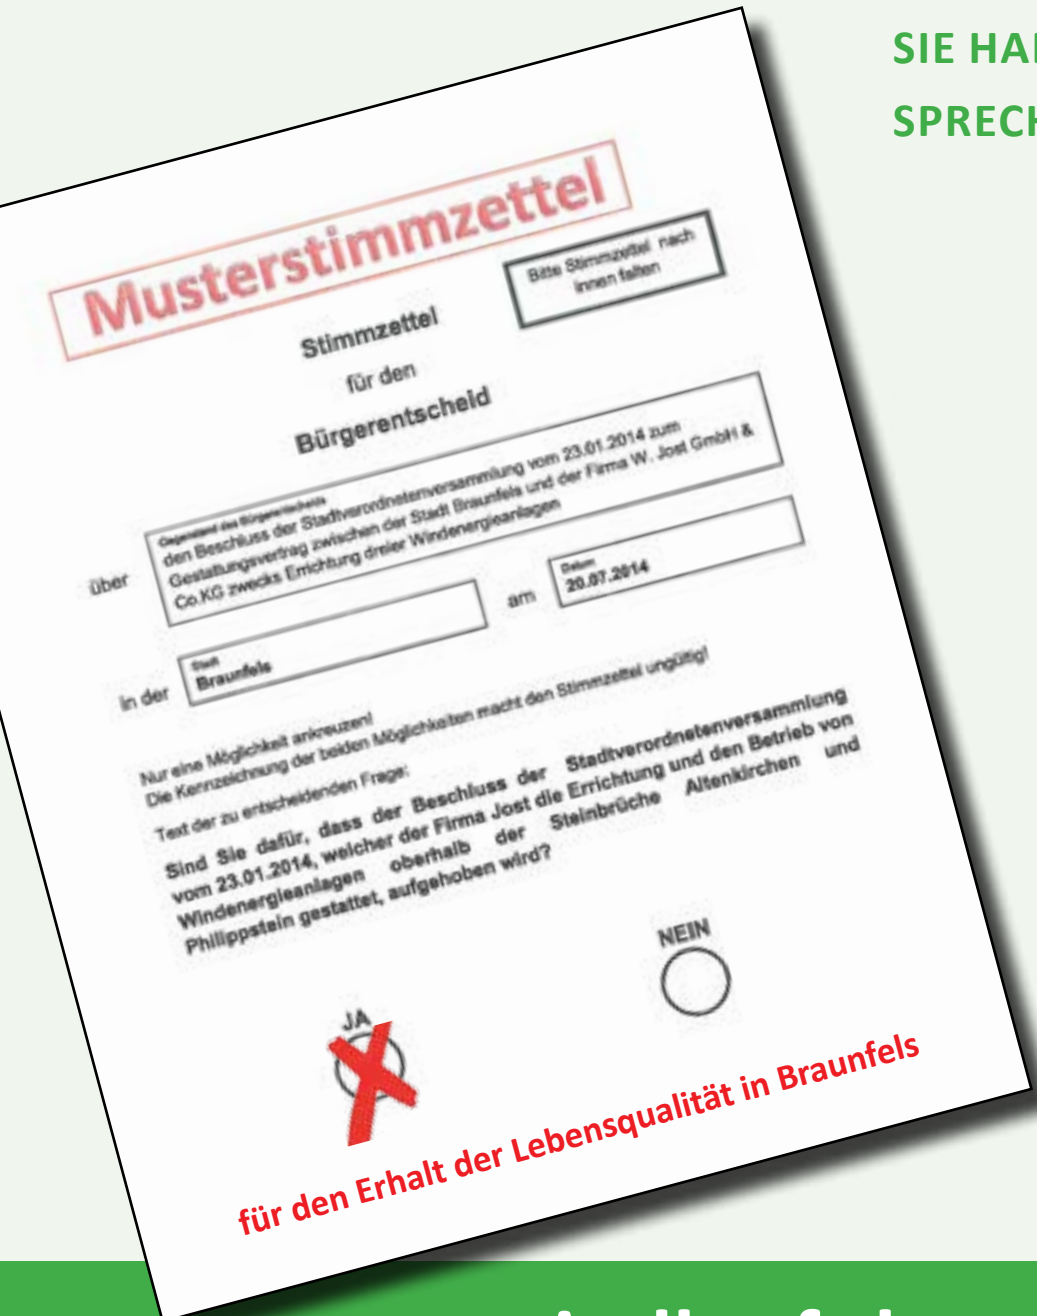 SIE
SPRECH
Musterstimmzettel
Bitte Stimmzettel nach
innen falten
Stimmzettel
für den
Bürgerentscheid
über
Gegenstand des Bürgerentscheids
den Beschluss der Stadtverordnetenversammlung vom 23.01.2014 zum
Gestattungsvertrag zwischen der Stadt Braunfels und der Firma W. Jost GmbH &
Co.KG zwecks Errichtung dreier Windenergieanlagen
in der
Stadt
Braunfels
am
Datum
20.07.2014
Nur eine Möglichkeit ankreuzen!
Die Kennzeichnung der beiden Möglichkeiten macht den Stimmzettel ungültig!
Text der zu entscheidenden Frage:
Sind Sie dafür, dass der Beschluss der Stadtverordnetenversammlung
vom 23.01.2014, welcher der Firma Jost die Errichtung und den Betrieb von
Windenergieanlagen oberhalb der Steinbrüche Altenkirchen und
Philippstein gestattet, aufgehoben wird?
JA
NEIN
für den Erhalt der Lebensqualität in Braunfels